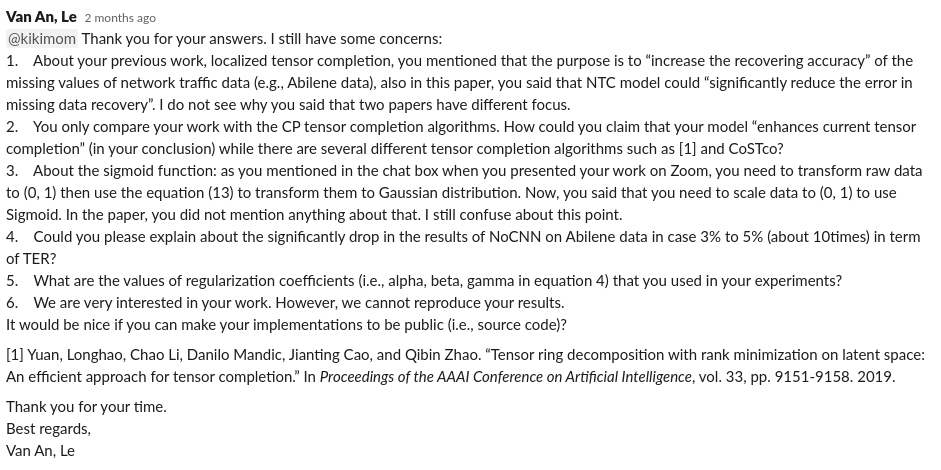 Van An, Le 2 months ago
@kikimom Thank you for your answers. I still have some concerns:
1. About your previous work, localized tensor completion, you mentioned that the purpose is to “increase the recovering accuracy” of the
missing values of network traffic data (e.g., Abilene data), also in this paper, you said that NTC model could “significantly reduce the error in
missing data recovery”. I do not see why you said that two papers have different focus.
2. You only compare your work with the CP tensor completion algorithms. How could you claim that your model “enhances current tensor
completion” (in your conclusion) while there are several different tensor completion algorithms such as [1] and CoSTco?
3. About the sigmoid function: as you mentioned in the chat box when you presented your work on Zoom, you need to transform raw data
to (0, 1) then use the equation (13) to transform them to Gaussian distribution. Now, you said that you need to scale data to (0, 1) to use
Sigmoid. In the paper, you did not mention anything about that. I still confuse about this point.
4. Could you please explain about the significantly drop in the results of NoCNN on Abilene data in case 3% to 5% (about 10times) in term
of TER?
5. What are the values of regularization coefficients (i.e., alpha, beta, gamma in equation 4) that you used in your experiments?
6. We are very interested in your work. However, we cannot reproduce your results.
It would be nice if you can make your implementations to be public (i.e., source code)?
[1] Yuan, Longhao, Chao Li, Danilo Mandic, Jianting Cao, and Qibin Zhao. “Tensor ring decomposition with rank minimization on latent space:
An efficient approach for tensor completion.” In Proceedings of the AAAI Conference on Artificial Intelligence, vol. 33, pp. 9151-9158. 2019.
Thank you for your time.
Best regards,
Van An, Le